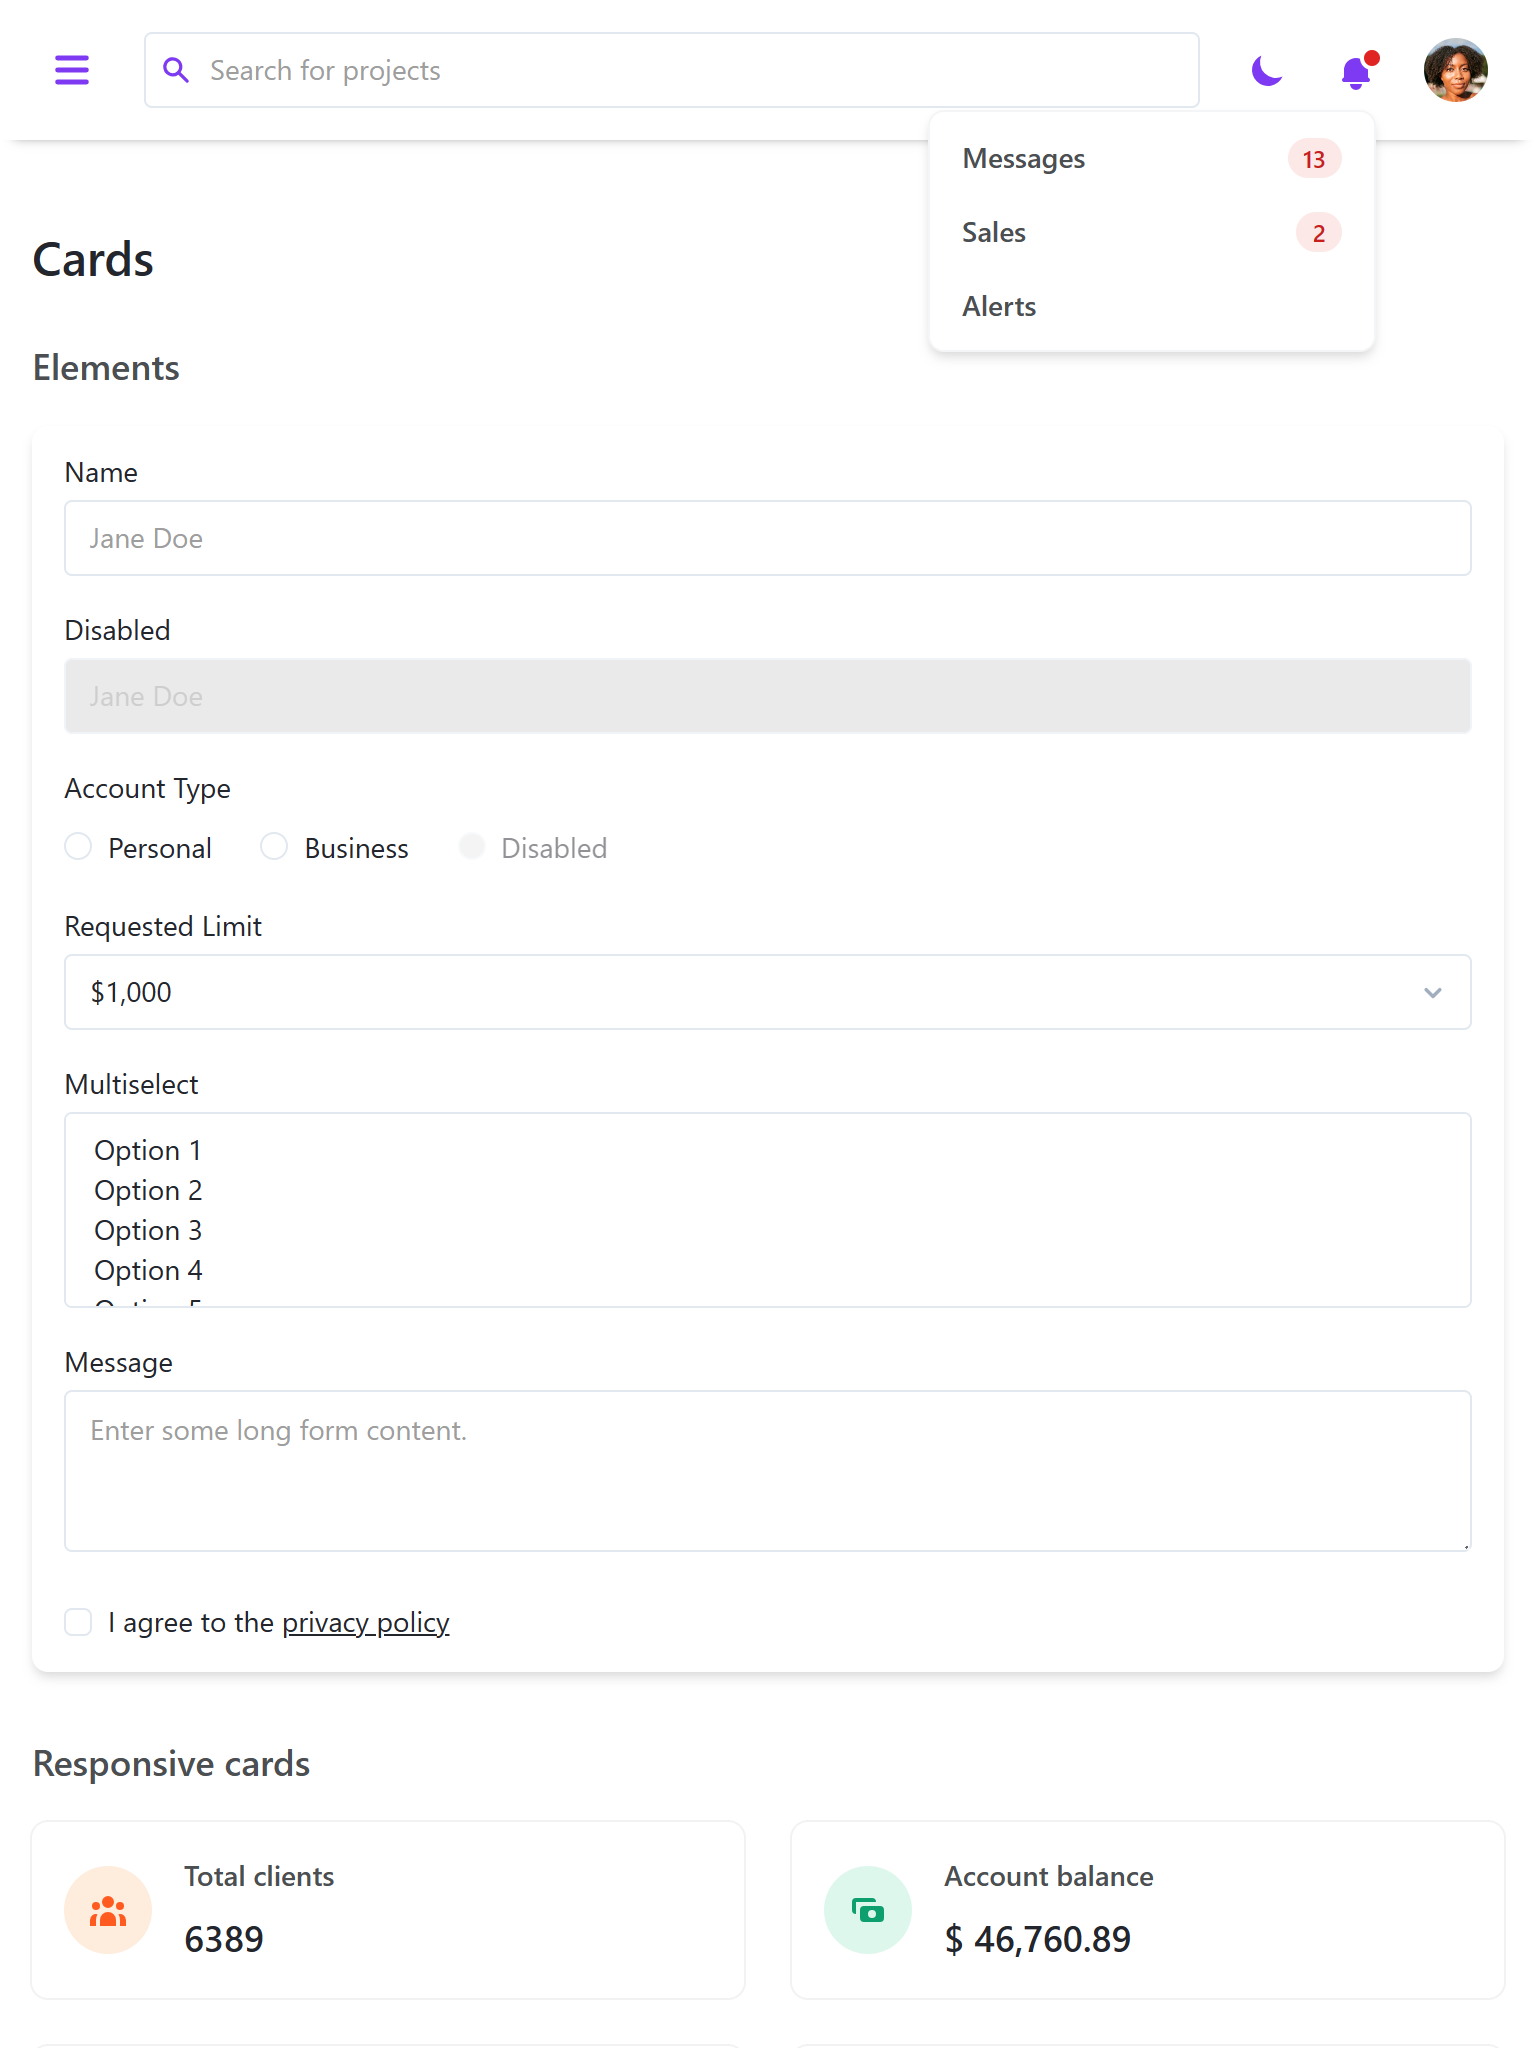 Search for projects
Messages 13
Sales 2
Alerts
Cards
Elements
Name
Jane Doe
Disabled
Jane Doe
Account Type
Personal Business Disabled
Requested Limit
$1,000
Multiselect
Option 1
Option 2
Option 3
Option 4
Option 5
Message
Enter some long form content.
I agree to the privacy policy
Responsive cards
Total clients
6389
Account balance
$ 46,760.89